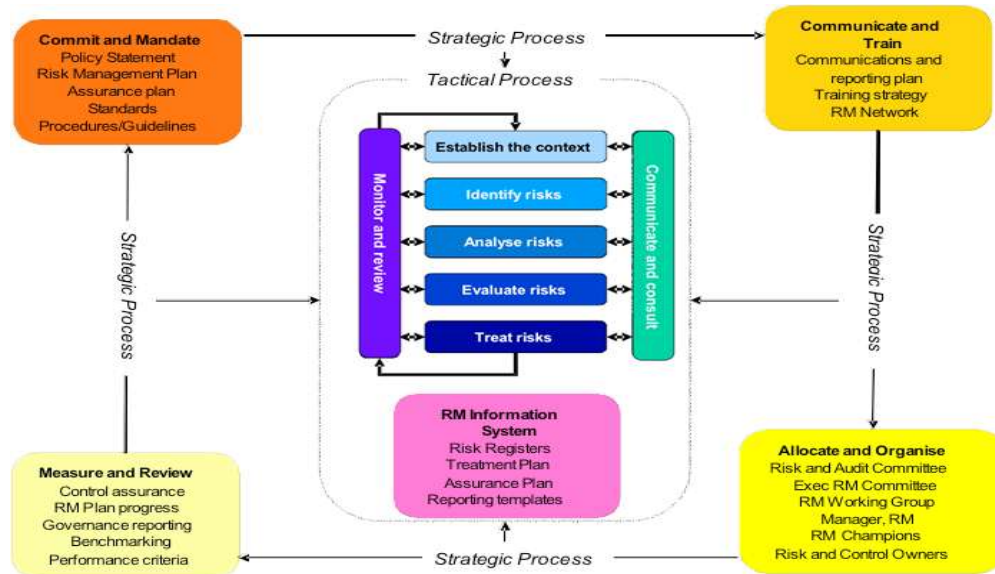 Commit and Mandate
Policy Statement
Risk Management Plan
Assurance plan
Standards
Procedures/Guidelines
Strategic Process
Tactical Process
Communicate and
Train
Communications and
reporting plan
Training strategy
RM Network
Monitor and review
Establish the context
Identify risks
Analyse risks
Evaluate risks
Treat risks
Communicate and consult
Strategic Process
Strategic Process
RM Information
System
Risk Registers
Treatment Plan
Assurance Plan
Reporting templates
Measure and Review
Control assurance
RM Plan progress
Governance reporting
Benchmarking
Performance criteria
Strategic Process
Allocate and Organise
Risk and Audit Committee
Exec RM Committee
RM Working Group
Manager, RM
RM Champions
Risk and Control Owners